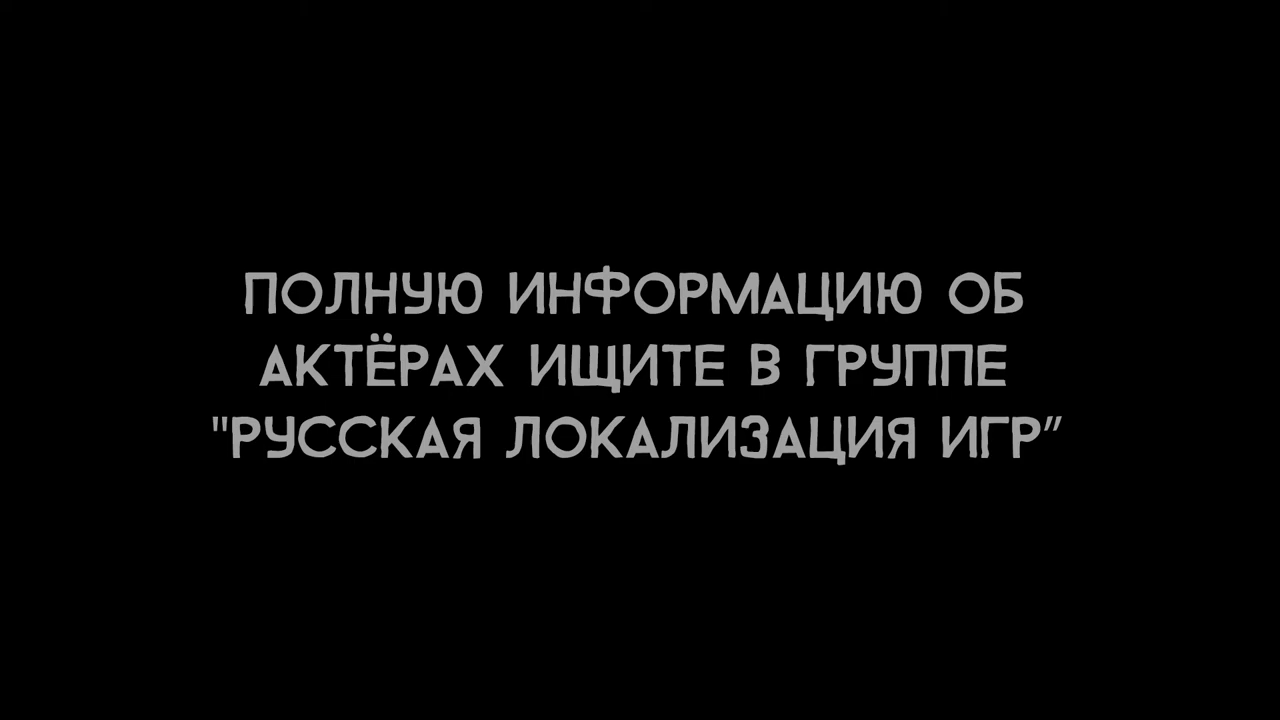 ПОЛНУЮ ИНФОРМАЦИЮ ОБ
АКТЁРАХ ИЩИТЕ В ГРУППЕ
"РУССКАЯ ЛОКАЛИЗАЦИЯ ИГР”